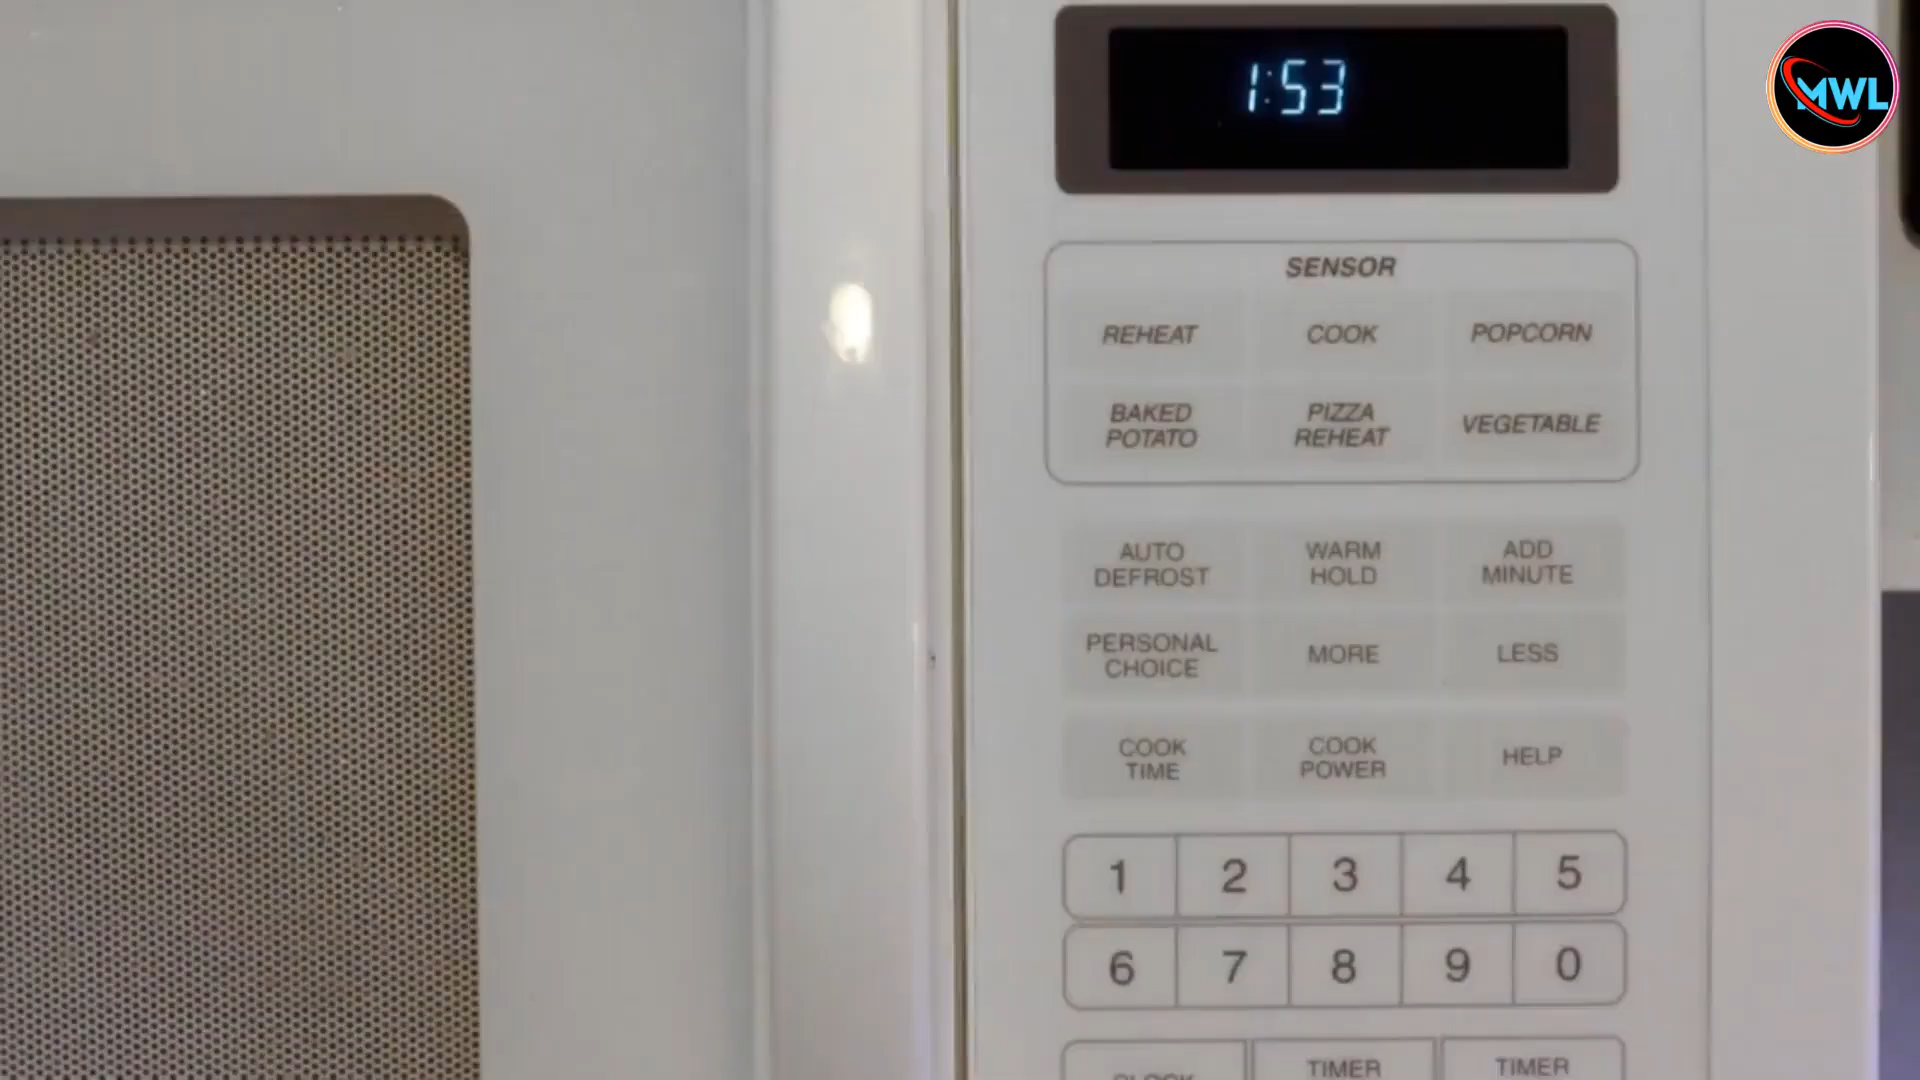 1:53
MWL
SENSOR
REHEAT
COOK
POPCORN
BAKED
POTATO
PIZZA
REHEAT
VEGETABLE
AUTO
DEFROST
WARM
HOLD
ADD
MINUTE
PERSONAL
CHOICE
MORE
LESS
COOK
TIME
COOK
POWER
HELP
1 2 3 4 5
6 7 8 9 0
CLOCK
TIMER
TIMER